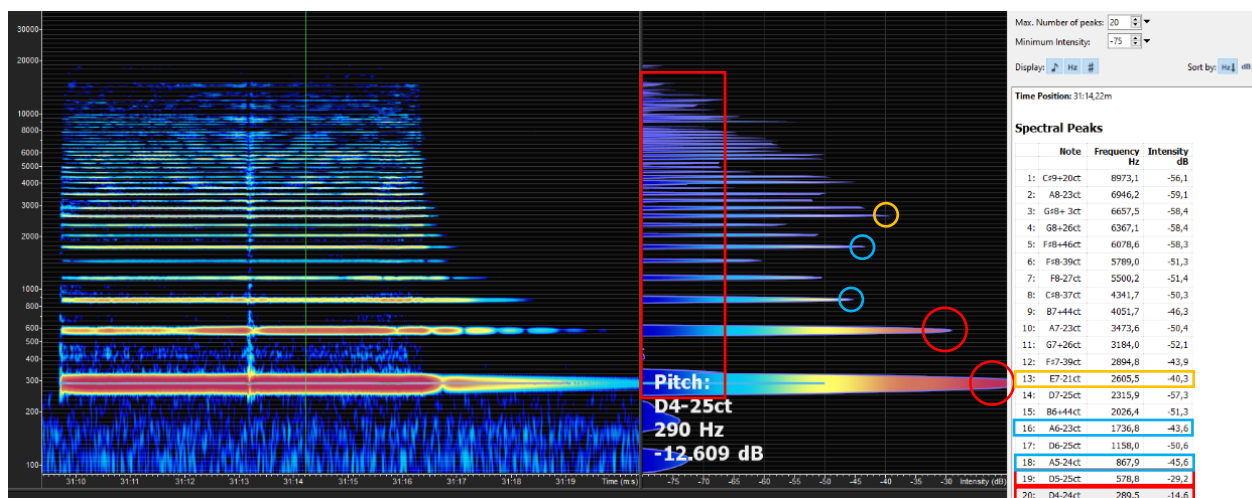 30000
20000
10000
8000
6000
5000
4000
3000
2000
1000
800
600
500
400
300
200
100
31:10 31:11 31:12 31:13 31:14 31:15 31:16 31:17 31:18 31:19 Time (m:s)
Pitch:
D4-25ct
290 Hz
-12.609 dB
-75 -70 -65 -60 -55 -50 -45 -40 -35 -30 Intensity (dB)
Max. Number of peaks: 20
Minimum Intensity: -75
Display: ♪ Hz # Sort by: Hz↓ dB
Time Position: 31:14,22m
Spectral Peaks
Note Frequency Hz Intensity dB
1: C♯9+20ct 8973,1 -56,1
2: A8-23ct 6946,2 -59,1
3: G♯8+ 3ct 6657,5 -58,4
4: G8+26ct 6367,1 -58,4
5: F♯8+46ct 6078,6 -58,3
6: F♯8-39ct 5789,0 -51,3
7: F8-27ct 5500,2 -51,4
8: C♯8-37ct 4341,7 -50,3
9: B7+44ct 4051,7 -46,3
10: A7-23ct 3473,6 -50,4
11: G7+26ct 3184,0 -52,1
12: F♯7-39ct 2894,8 -43,9
13: E7-21ct 2605,5 -40,3
14: D7-25ct 2315,9 -57,3
15: B6+44ct 2026,4 -51,3
16: A6-23ct 1736,8 -43,6
17: D6-25ct 1158,0 -50,6
18: A5-24ct 867,9 -45,6
19: D5-25ct 578,8 -29,2
20: D4-24ct 289,5 -14,6